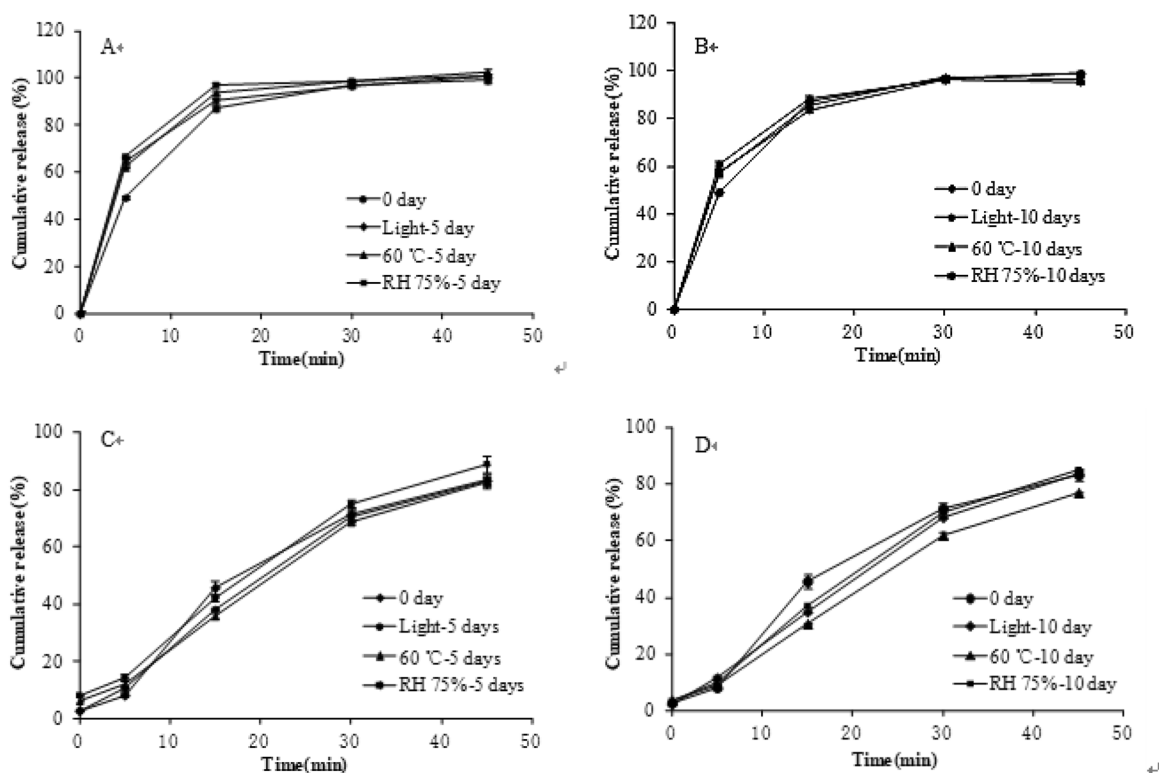 A
Cumulative release (%)
120
100
80
60
40
20
0
0 day
Light-5 day
60 ℃-5 day
RH 75%-5 day
0 10 20 30 40 50
Time(min)
B
Cumulative release (%)
120
100
80
60
40
20
0
0 day
Light-10 days
60 ℃-10 days
RH 75%-10 days
0 10 20 30 40 50
Time(min)
C
Cumulative release (%)
100
80
60
40
20
0
0 day
Light-5 days
60 ℃-5 days
RH 75%-5 days
0 10 20 30 40 50
Time(min)
D
Cumulative release (%)
100
80
60
40
20
0
0 day
Light-10 day
60 ℃-10 day
RH 75%-10 day
0 10 20 30 40 50
Time(min)